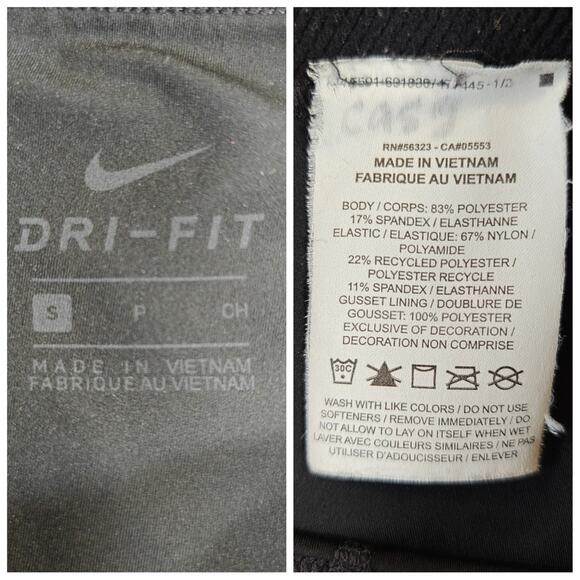 DRI-FIT
S P CH
MADE IN VIETNAM
FABRIQUE AU VIETNAM
RN#56323 - CA#05553
MADE IN VIETNAM
FABRIQUE AU VIETNAM
BODY / CORPS: 83% POLYESTER
17% SPANDEX / ELASTHANNE
ELASTIC / ELASTIQUE: 67% NYLON /
POLYAMIDE
22% RECYCLED POLYESTER /
POLYESTER RECYCLE
11% SPANDEX / ELASTHANNE
GUSSET LINING / DOUBLURE DE
GOUSSET: 100% POLYESTER
EXCLUSIVE OF DECORATION /
DECORATION NON COMPRISE
30C
WASH WITH LIKE COLORS / DO NOT USE
SOFTENERS / REMOVE IMMEDIATELY / DO
NOT ALLOW TO LAY ON ITSELF WHEN WET
LAVER AVEC COULEURS SIMILAIRES / NE PAS
UTILISER D'ADOUCISSEUR / ENLEVER